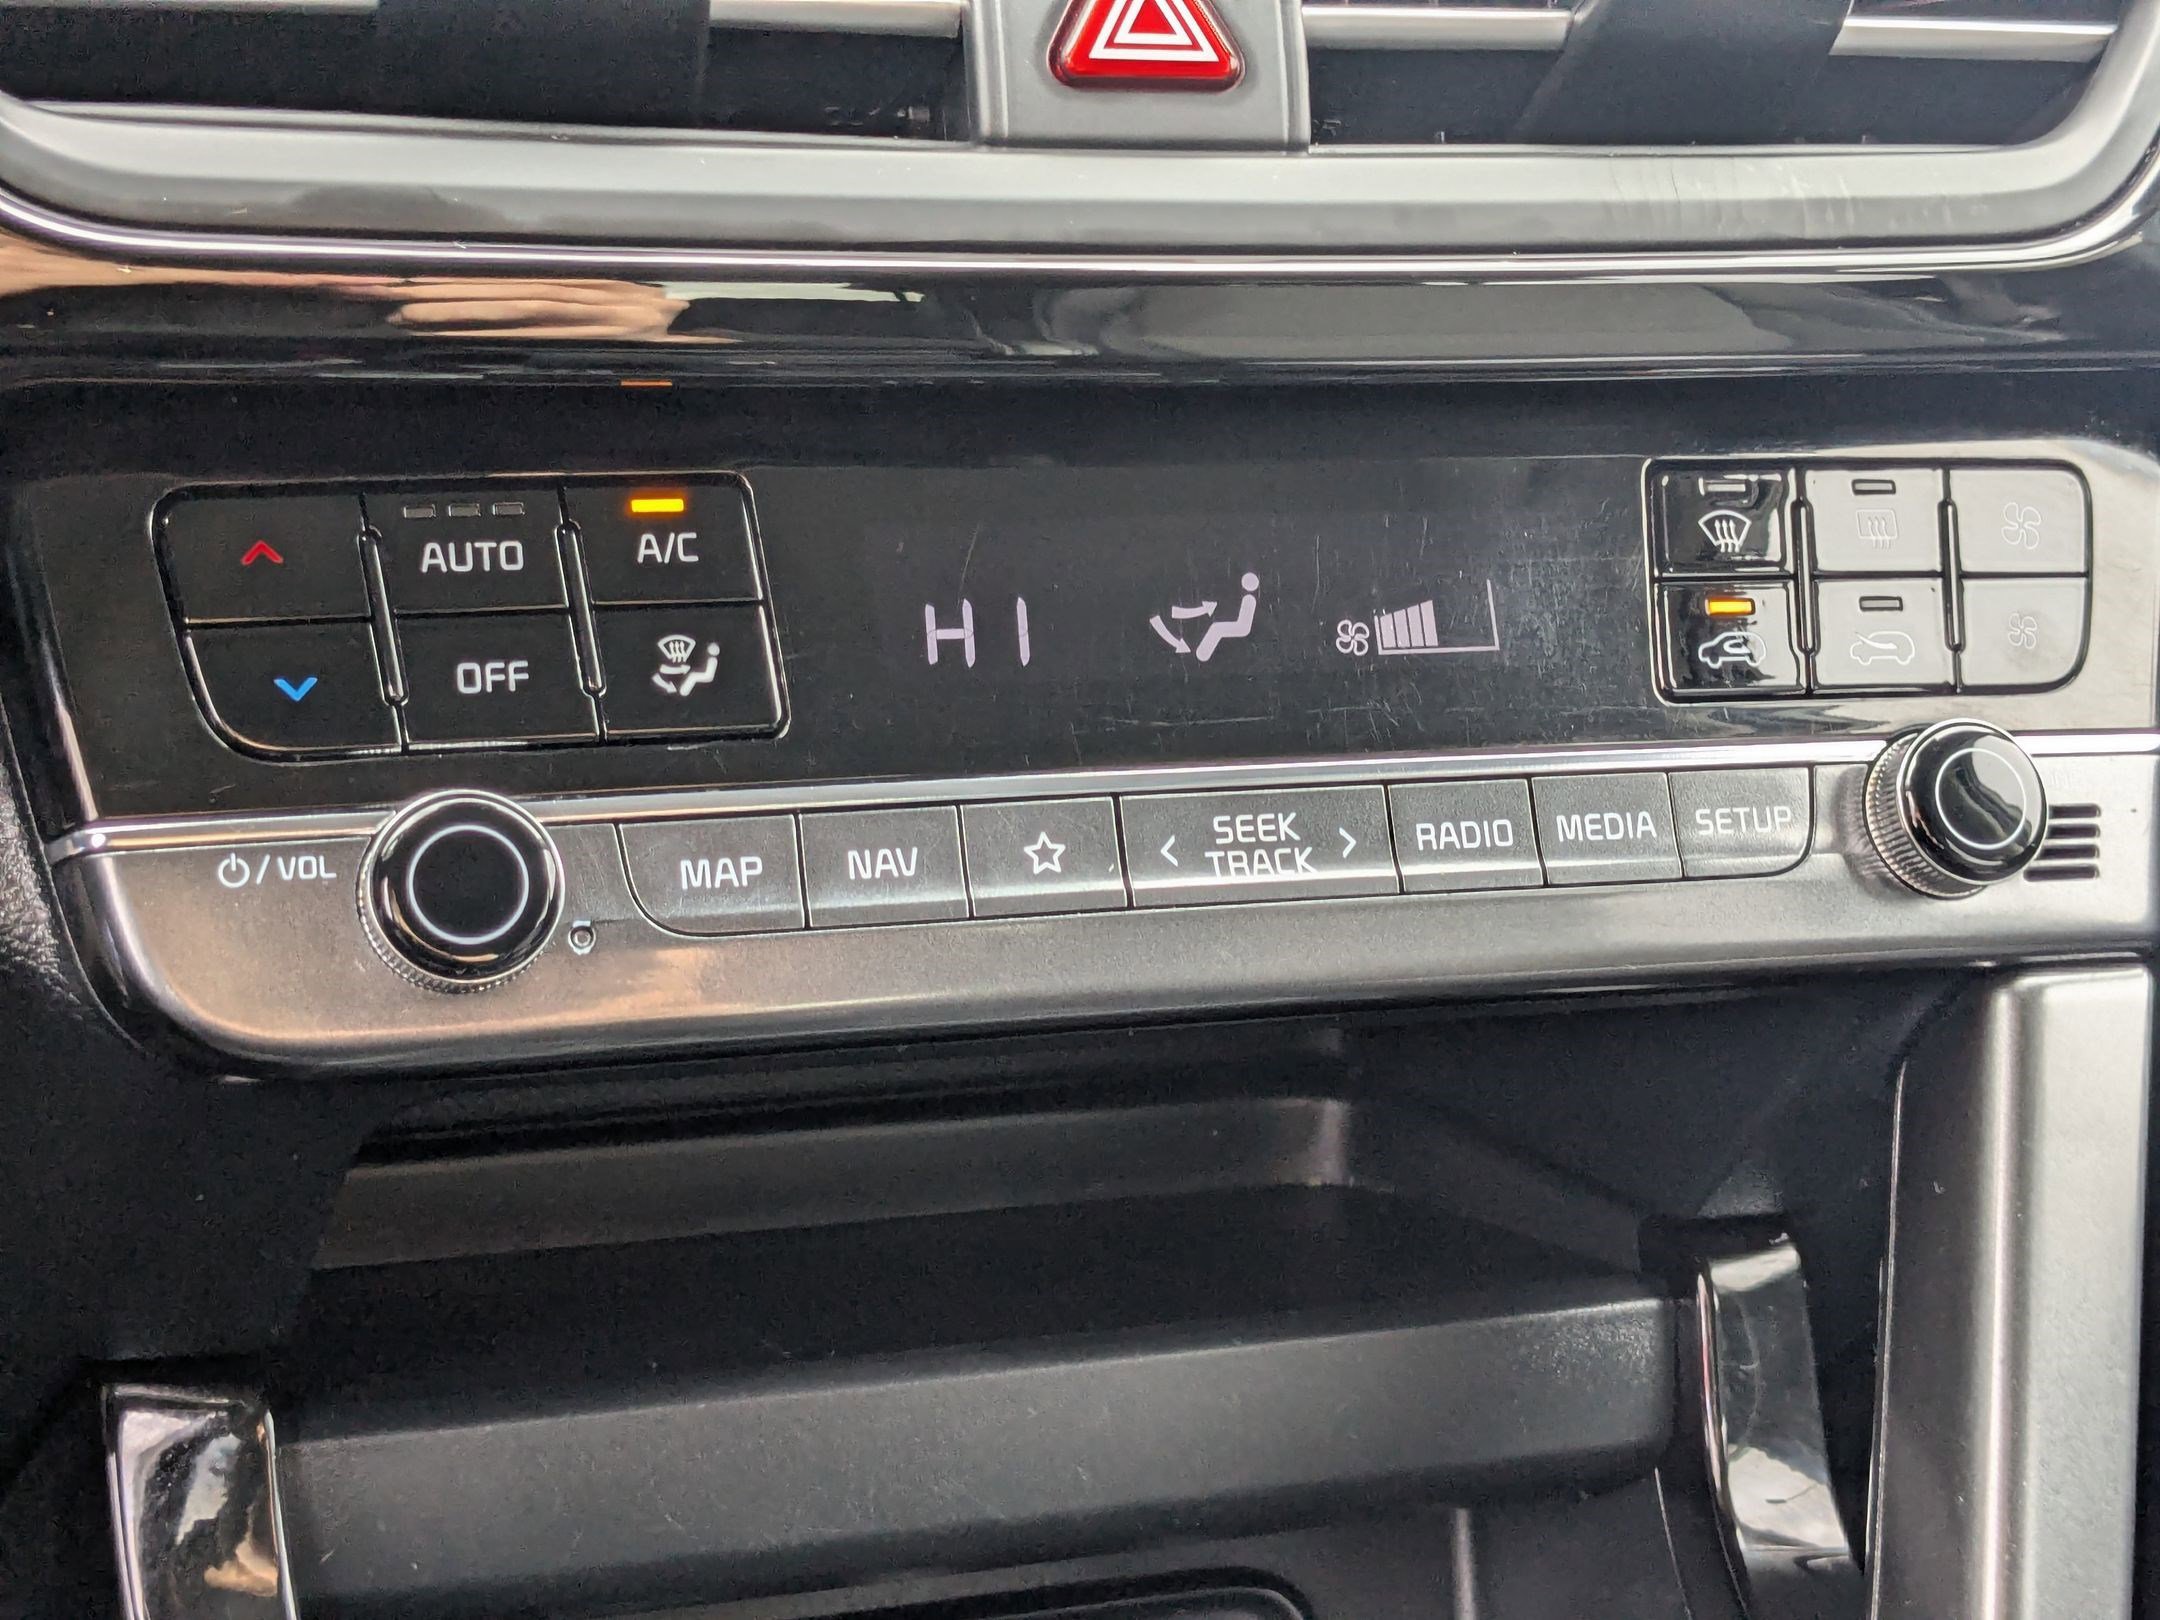 AUTO
A/C
OFF
HI
/ VOL
MAP
NAV
< SEEK >
TRACK
RADIO
MEDIA
SETUP